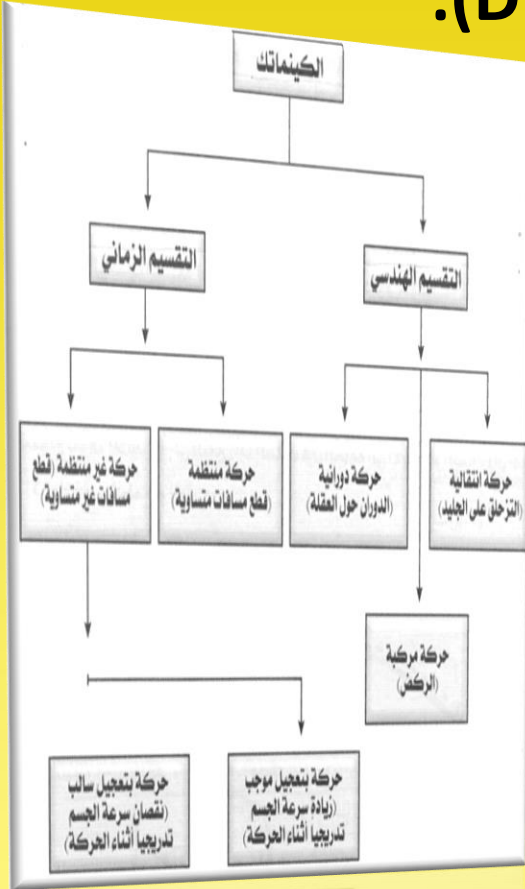 D).
الكينماتك
التقسيم الهندسي
التقسيم الزماني
حركة انتقالية
(التزحلق على الجليد)
حركة دورانية
(الدوران حول العقلة)
حركة منتظمة
(قطع مسافات متساوية)
حركة غير منتظمة (قطع
مسافات غير متساوية)
حركة مركبة
(الركض)
حركة بتعجيل موجب
(زيادة سرعة الجسم
تدريجيا أثناء الحركة)
حركة بتعجيل سالب
(نقصان سرعة الجسم
تدريجيا أثناء الحركة)